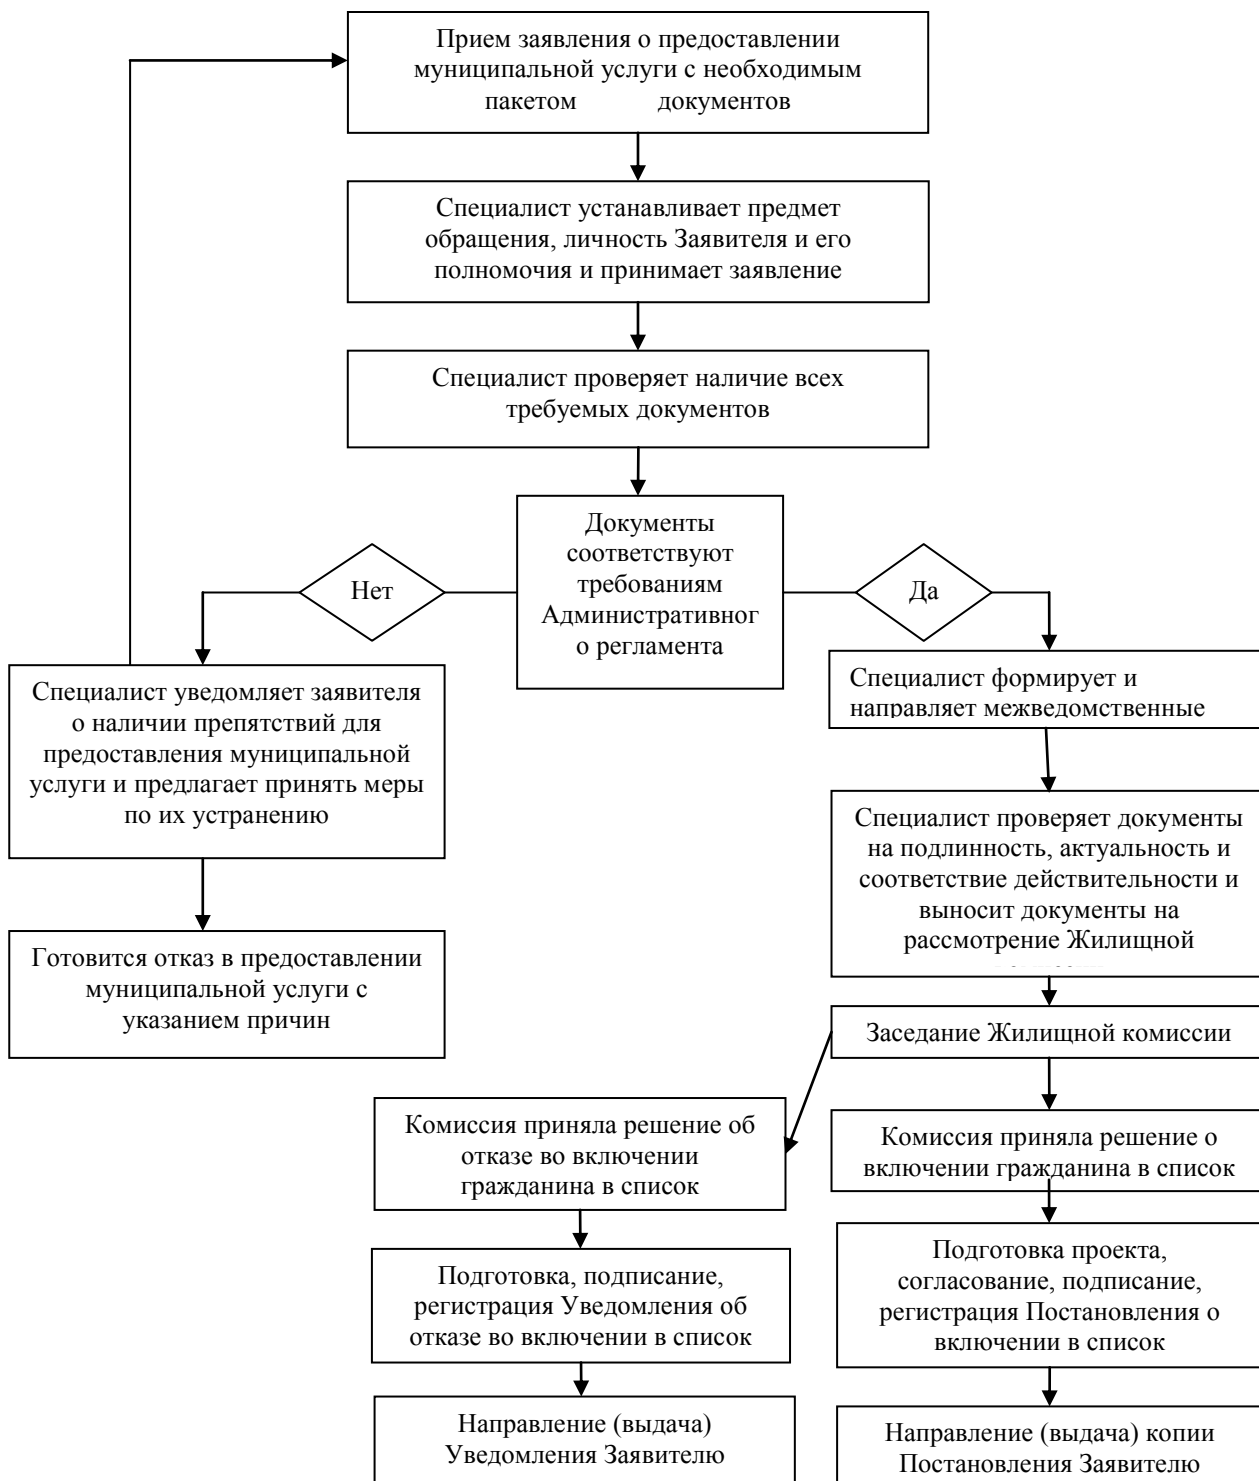 Прием заявления о предоставлении
муниципальной услуги с необходимым
пакетом документов
Специалист устанавливает предмет
обращения, личность Заявителя и его
полномочия и принимает заявление
Специалист проверяет наличие всех
требуемых документов
Документы
соответствуют
требованиям
Административног
о регламента
Нет
Да
Специалист уведомляет заявителя
о наличии препятствий для
предоставления муниципальной
услуги и предлагает принять меры
по их устранению
Готовится отказ в предоставлении
муниципальной услуги с
указанием причин
Специалист формирует и
направляет межведомственные
Специалист проверяет документы
на подлинность, актуальность и
соответствие действительности и
выносит документы на
рассмотрение Жилищной
Заседание Жилищной комиссии
Комиссия приняла решение об
отказе во включении
гражданина в список
Комиссия приняла решение о
включении гражданина в список
Подготовка, подписание,
регистрация Уведомления об
отказе во включении в список
Подготовка проекта,
согласование, подписание,
регистрация Постановления о
включении в список
Направление (выдача)
Уведомления Заявителю
Направление (выдача) копии
Постановления Заявителю